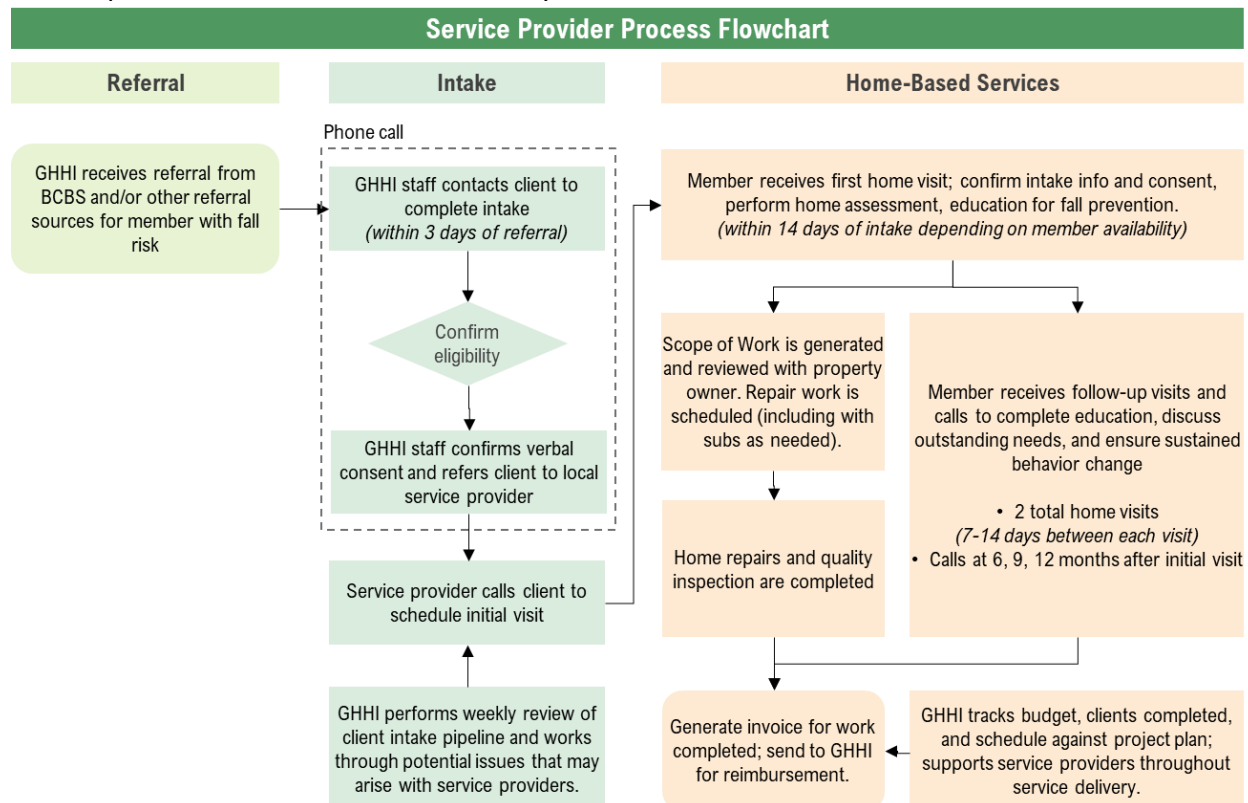 Service Provider Process Flowchart
Referral
Intake
Home-Based Services
GHHI receives referral from
BCBS and/or other referral
sources for member with fall
risk
Phone call
GHHI staff contacts client to
complete intake
(within 3 days of referral)
Confirm
eligibility
GHHI staff confirms verbal
consent and refers client to local
service provider
Service provider calls client to
schedule initial visit
GHHI performs weekly review of
client intake pipeline and works
through potential issues that may
arise with service providers.
Member receives first home visit; confirm intake info and consent,
perform home assessment, education for fall prevention.
(within 14 days of intake depending on member availability)
Scope of Work is generated
and reviewed with property
owner. Repair work is
scheduled (including with
subs as needed).
Home repairs and quality
inspection are completed
Member receives follow-up visits and
calls to complete education, discuss
outstanding needs, and ensure sustained
behavior change
• 2 total home visits
(7-14 days between each visit)
• Calls at 6, 9, 12 months after initial visit
Generate invoice for work
completed; send to GHHI
for reimbursement.
GHHI tracks budget, clients completed,
and schedule against project plan;
supports service providers throughout
service delivery.